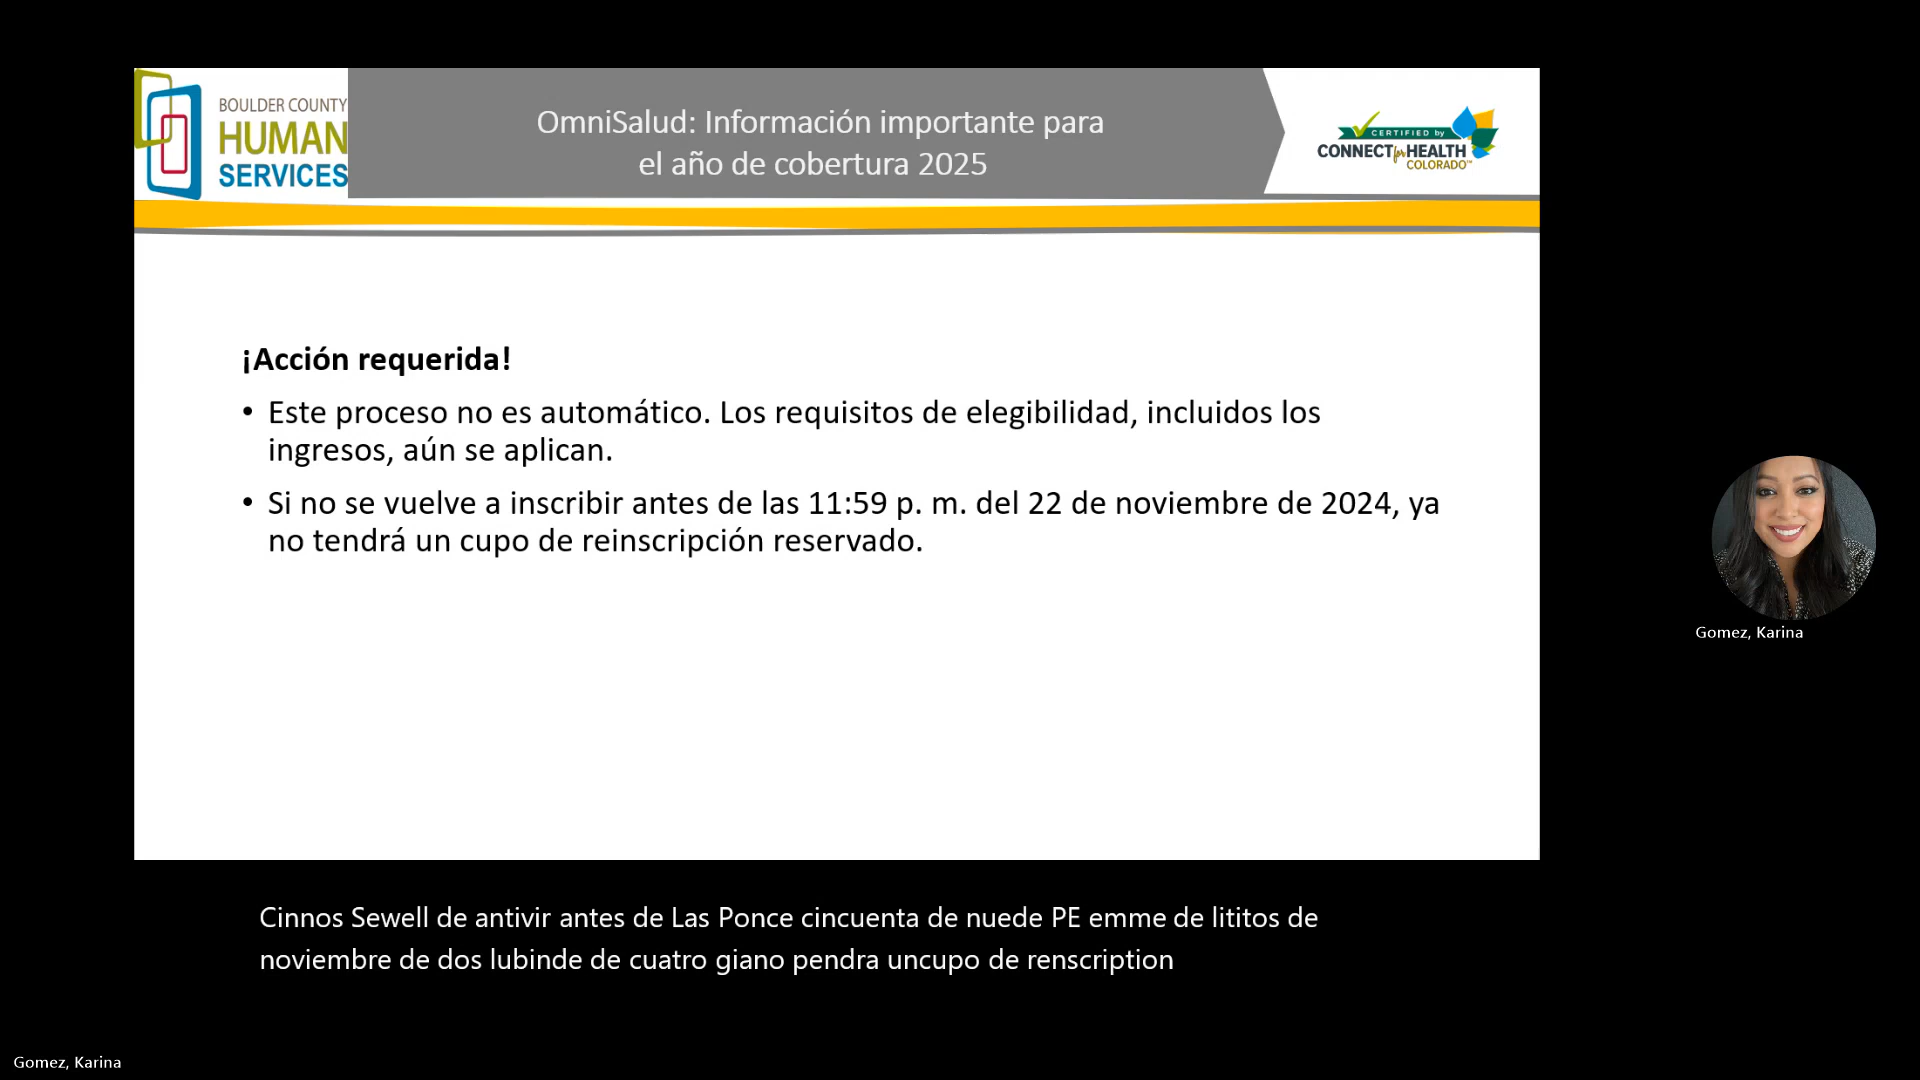 BOULDER COUNTY
HUMAN
SERVICES
OmniSalud: Información importante para
el año de cobertura 2025
CERTIFIED by
CONNECT for HEALTH
COLORADO™
¡Acción requerida!
• Este proceso no es automático. Los requisitos de elegibilidad, incluidos los
ingresos, aún se aplican.
• Si no se vuelve a inscribir antes de las 11:59 p. m. del 22 de noviembre de 2024, ya
no tendrá un cupo de reinscripción reservado.
Gomez, Karina
Cinnos Sewell de antivir antes de Las Ponce cincuenta de nuede PE emme de lititos de
noviembre de dos lubinde de cuatro giano pendra uncupo de renscription
Gomez, Karina